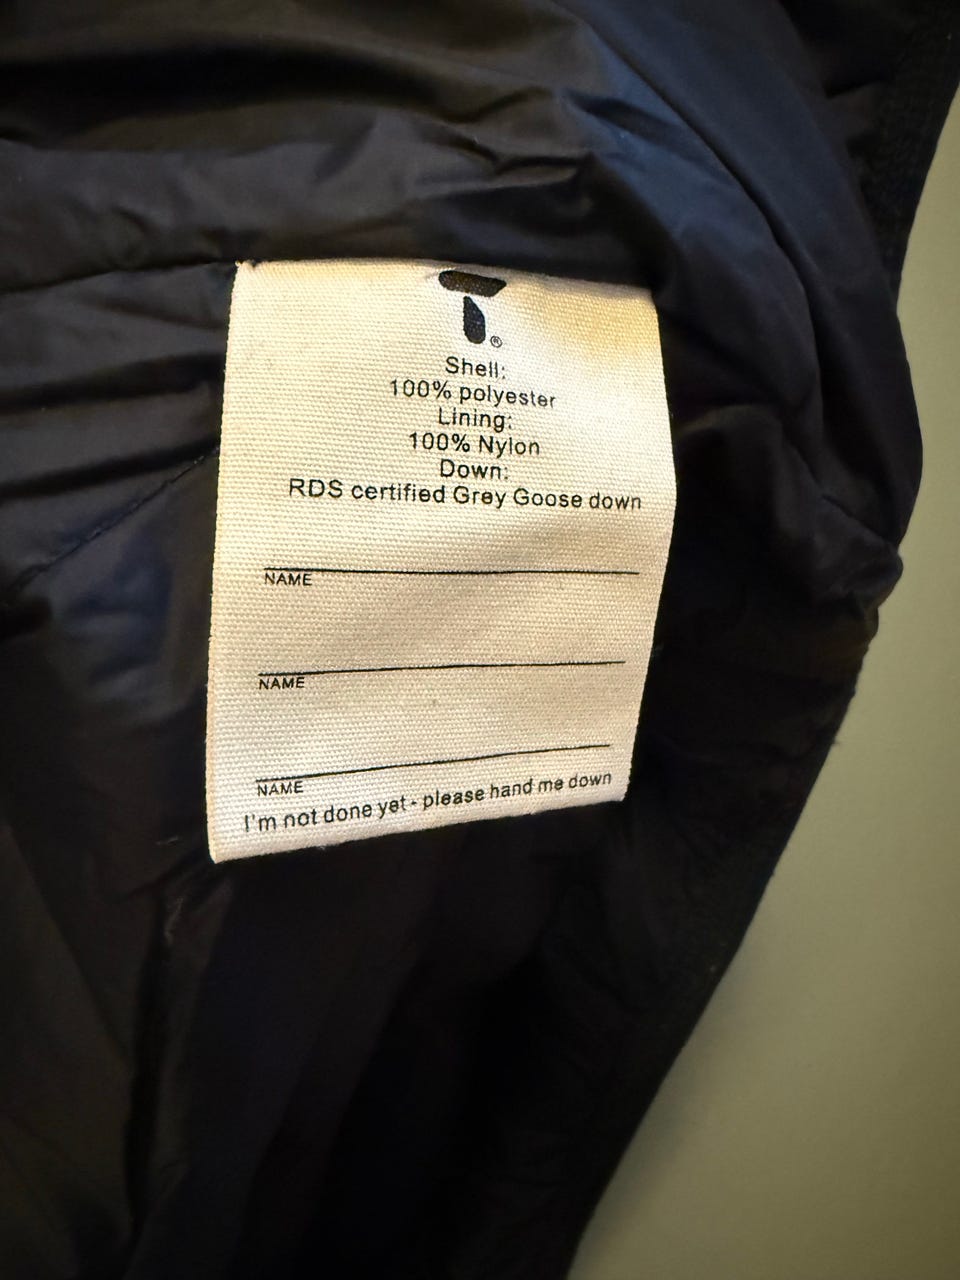 ®
Shell:
100% polyester
Lining:
100% Nylon
Down:
RDS certified Grey Goose down
NAME
NAME
NAME
I'm not done yet - please hand me down